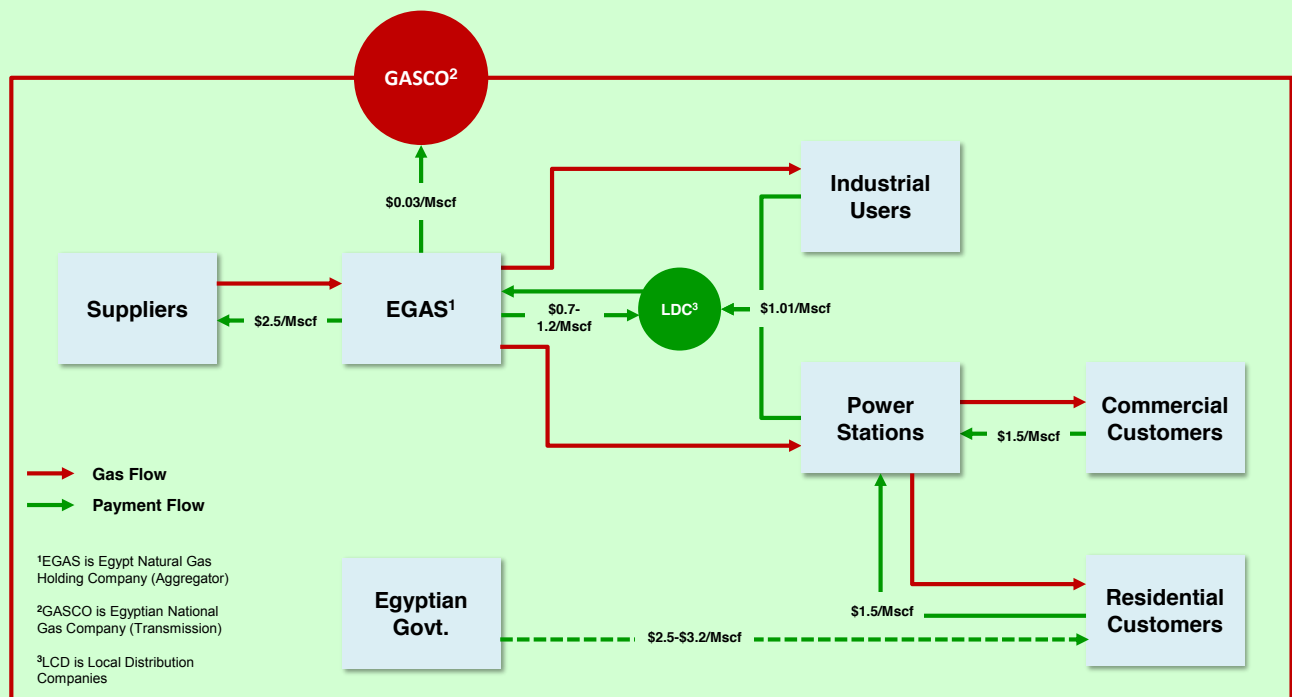 GASCO²
$0.03/Mscf
Industrial
Users
Suppliers
EGAS¹
$2.5/Mscf
$0.7-
1.2/Mscf
LDC³
$1.01/Mscf
Power
Stations
Commercial
Customers
$1.5/Mscf
Gas Flow
Payment Flow
¹EGAS is Egypt Natural Gas
Holding Company (Aggregator)
²GASCO is Egyptian National
Gas Company (Transmission)
³LCD is Local Distribution
Companies
Egyptian
Govt.
$2.5-$3.2/Mscf
$1.5/Mscf
Residential
Customers